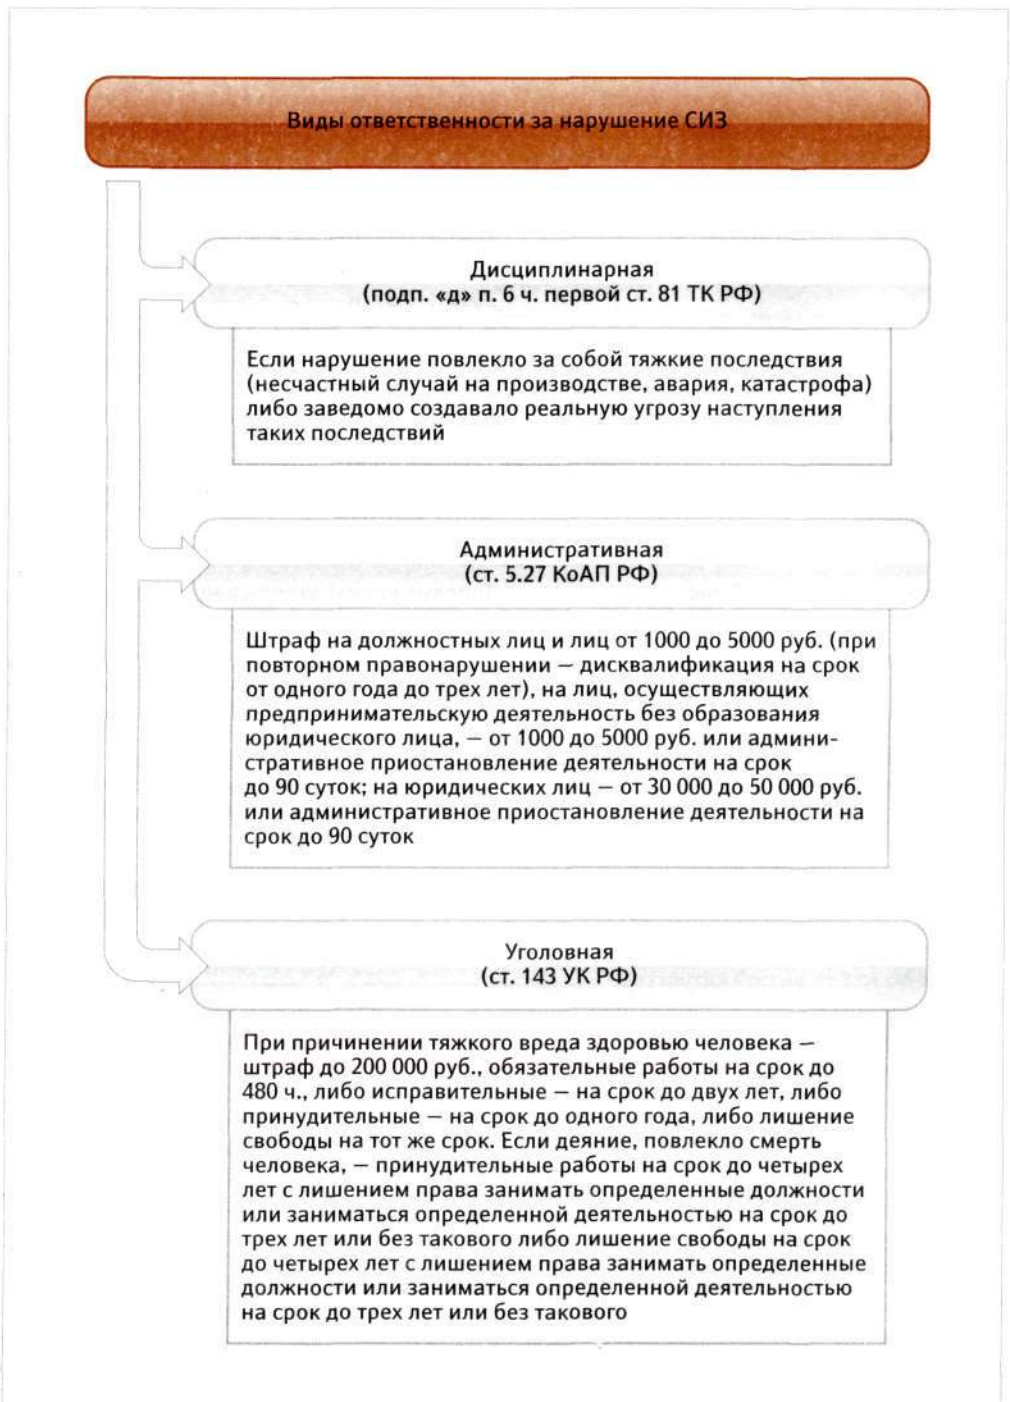 Виды ответственности за нарушение СИЗ
Дисциплинарная
(подп. «д» п. 6 ч. первой ст. 81 ТК РФ)
Если нарушение повлекло за собой тяжкие последствия
(несчастный случай на производстве, авария, катастрофа)
либо заведомо создавало реальную угрозу наступления
таких последствий
Административная
(ст. 5.27 КоАП РФ)
Штраф на должностных лиц и лиц от 1000 до 5000 руб. (при
повторном правонарушении — дисквалификация на срок
от одного года до трех лет), на лиц, осуществляющих
предпринимательскую деятельность без образования
юридического лица, — от 1000 до 5000 руб. или админи-
стративное приостановление деятельности на срок
до 90 суток; на юридических лиц — от 30 000 до 50 000 руб.
или административное приостановление деятельности на
срок до 90 суток
Уголовная
(ст. 143 УК РФ)
При причинении тяжкого вреда здоровью человека —
штраф до 200 000 руб., обязательные работы на срок до
480 ч., либо исправительные — на срок до двух лет, либо
принудительные — на срок до одного года, либо лишение
свободы на тот же срок. Если деяние, повлекло смерть
человека, — принудительные работы на срок до четырех
лет с лишением права занимать определенные должности
или заниматься определенной деятельностью на срок до
трех лет или без такового либо лишение свободы на срок
до четырех лет с лишением права занимать определенные
должности или заниматься определенной деятельностью
на срок до трех лет или без такового